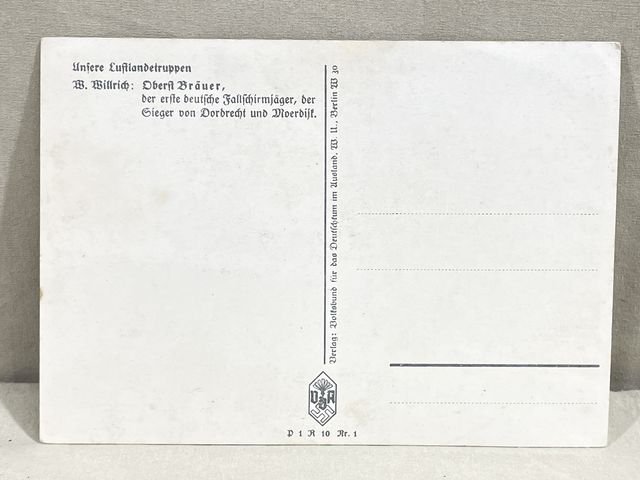 Unsere Luftlandetruppen
W. Willrich: Oberst Bräuer,
der erste deutsche Fallschirmjäger, der
Sieger von Dordrecht und Moerdijk.
Verlag: Volksbund für das Deutschtum im Ausland, W. U., Berlin W 30
VDA
P 1 R 10 Nr. 1